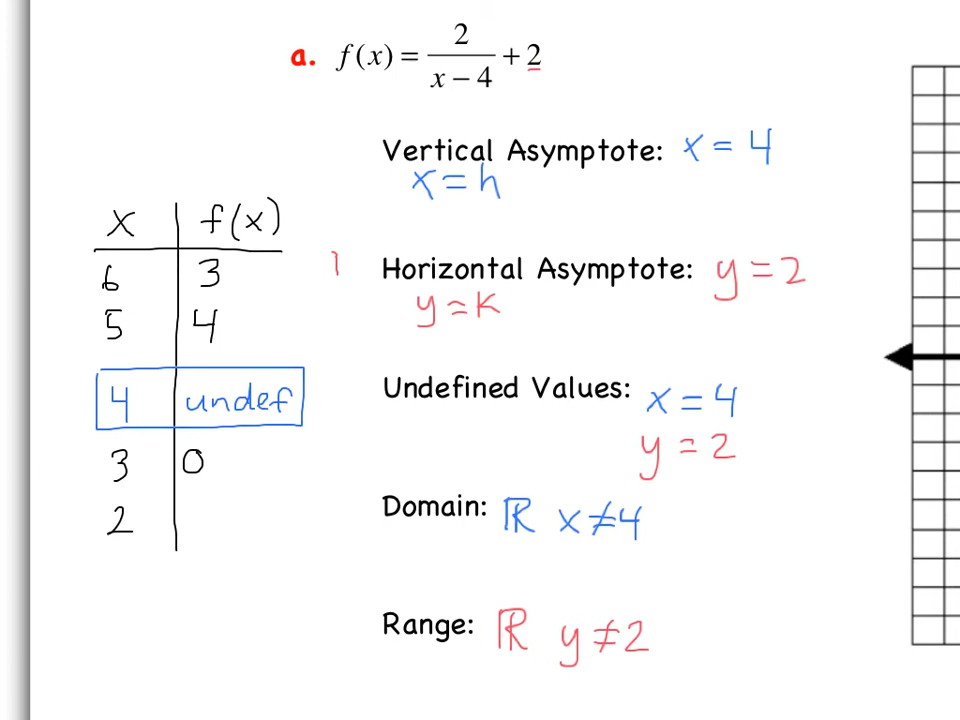 a. f(x) = 2/(x − 4) + 2
Vertical Asymptote: x = 4
x = h
x | f(x)
6 | 3
5 | 4
4 | undef
3 | 0
2 |
Horizontal Asymptote: y = 2
y = k
Undefined Values: x = 4
y = 2
Domain: ℝ x ≠ 4
Range: ℝ y ≠ 2